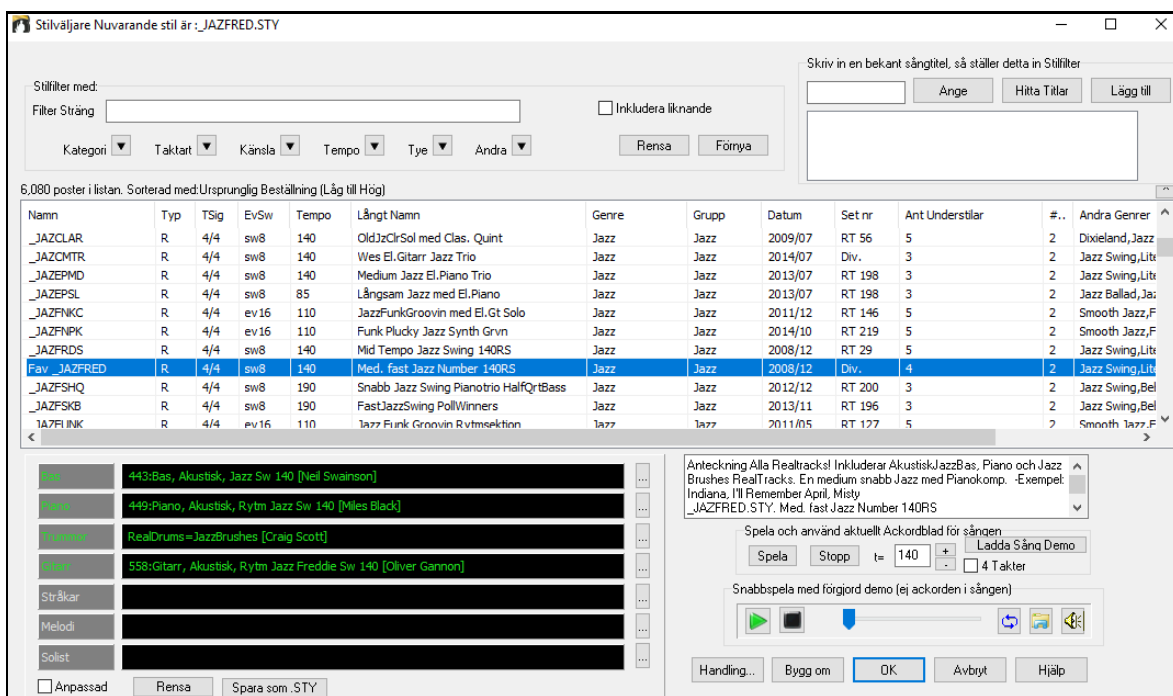 Stilväljare Nuvarande stil är :_JAZFRED.STY
Skriv in en bekant sångtitel, så ställer detta in Stilfilter
Ange Hitta Titlar Lägg till
Stilfilter med:
Filter Sträng
Inkludera liknande
Kategori Taktart Känsla Tempo Tye Andra Rensa Förnya
6,080 poster i listan. Sorterad med:Ursprunglig Beställning (Låg till Hög)
Namn Typ TSig EvSw Tempo Långt Namn Genre Grupp Datum Set nr Ant Understilar #.. Andra Genrer
_JAZCLAR R 4/4 sw8 140 OldJzClrSol med Clas. Quint Jazz Jazz 2009/07 RT 56 5 2 Dixieland,Jazz
_JAZCMTR R 4/4 sw8 140 Wes El.Gitarr Jazz Trio Jazz Jazz 2014/07 Div. 3 2 Jazz Swing,Lite
_JAZEPMD R 4/4 sw8 140 Medium Jazz El.Piano Trio Jazz Jazz 2013/07 RT 198 3 2 Jazz Swing,Lite
_JAZEPSL R 4/4 sw8 85 Långsam Jazz med El.Piano Jazz Jazz 2013/07 RT 198 3 2 Jazz Ballad,Jaz
_JAZFNKC R 4/4 ev16 110 JazzFunkGroovin med El.Gt Solo Jazz Jazz 2011/12 RT 146 5 2 Smooth Jazz,F
_JAZFNPK R 4/4 ev16 110 Funk Plucky Jazz Synth Grvn Jazz Jazz 2014/10 RT 219 5 2 Smooth Jazz,F
_JAZFRDS R 4/4 sw8 140 Mid Tempo Jazz Swing 140RS Jazz Jazz 2008/12 RT 29 5 2 Jazz Swing,Lite
Fav _JAZFRED R 4/4 sw8 140 Med. fast Jazz Number 140RS Jazz Jazz 2008/12 Div. 4 2 Jazz Swing,Lite
_JAZFSHQ R 4/4 sw8 190 Snabb Jazz Swing Pianotrio HalfQrtBass Jazz Jazz 2012/12 RT 200 3 2 Jazz Swing,Bel
_JAZFSKB R 4/4 sw8 190 FastJazzSwing PollWinners Jazz Jazz 2013/11 RT 196 3 2 Jazz Swing,Bel
_JAZFUNK R 4/4 ev16 110 Jazz Funk Groovin Rytmsektion Jazz Jazz 2011/05 RT 127 5 2 Smooth Jazz,F
Bas 443:Bas, Akustisk, Jazz Sw 140 [Neil Swainson] ...
Piano 449:Piano, Akustisk, Rytm Jazz Sw 140 [Miles Black] ...
Trummor RealDrums=JazzBrushes [Craig Scott] ...
Gitarr 558:Gitarr, Akustisk, Rytm Jazz Freddie Sw 140 [Oliver Gannon] ...
Stråkar ...
Melodi ...
Solist ...
Anpassad Rensa Spara som .STY
Anteckning Alla Realtracks! Inkluderar AkustiskJazzBas, Piano och Jazz
Brushes RealTracks. En medium snabb Jazz med Pianokomp. -Exempel:
Indiana, I'll Remember April, Misty
_JAZFRED.STY. Med. fast Jazz Number 140RS
Spela och använd aktuellt Ackordblad för sången
Spela Stopp t= 140 + - Ladda Sång Demo
4 Takter
Snabbspela med förgjord demo (ej ackorden i sången)
Handling... Bygg om OK Avbryt Hjälp